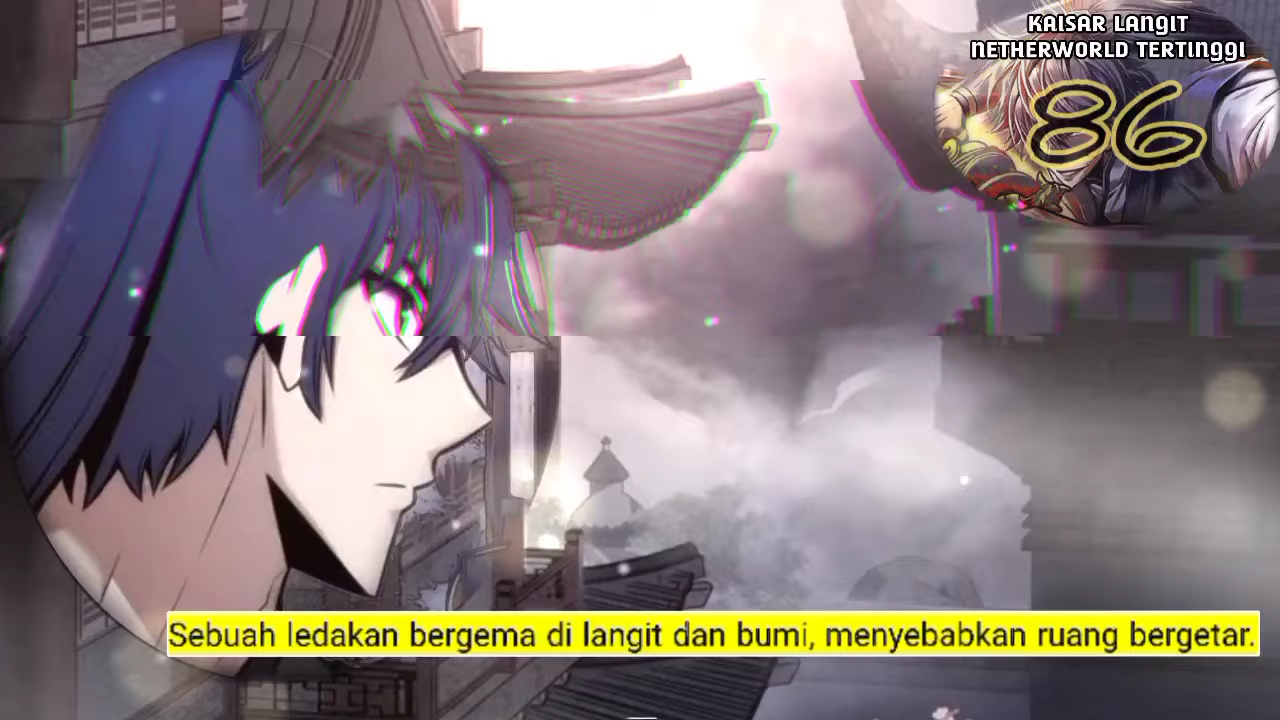 KAISAR LANGIT
NETHERWORLD TERTINGGI
86
Sebuah ledakan bergema di langit dan bumi, menyebabkan ruang bergetar.